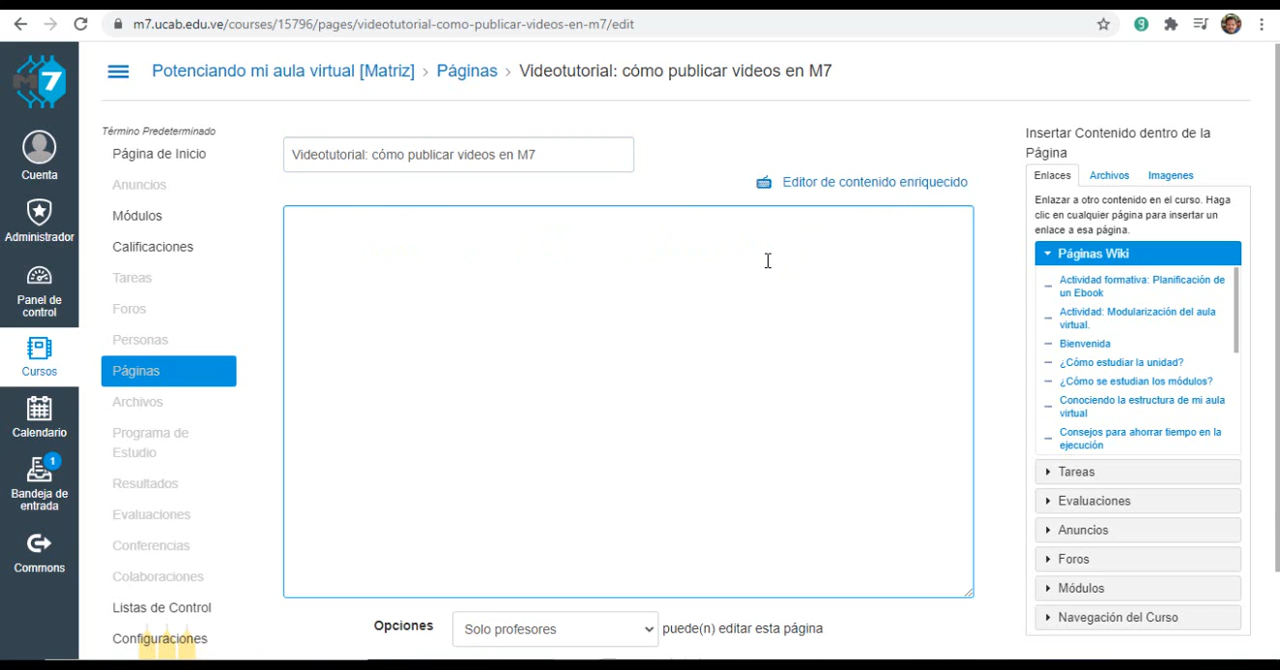 m7.ucab.edu.ve/courses/15796/pages/videotutorial-como-publicar-videos-en-m7/edit
7
Cuenta
Administrador
Panel de
control
Cursos
Calendario
1
Bandeja de
entrada
Commons
Potenciando mi aula virtual [Matriz] › Páginas › Videotutorial: cómo publicar videos en M7
Término Predeterminado
Página de Inicio
Anuncios
Módulos
Calificaciones
Tareas
Foros
Personas
Páginas
Archivos
Programa de
Estudio
Resultados
Evaluaciones
Conferencias
Colaboraciones
Listas de Control
Configuraciones
Videotutorial: cómo publicar videos en M7
Editor de contenido enriquecido
Opciones
Solo profesores
puede(n) editar esta página
Insertar Contenido dentro de la
Página
Enlaces
Archivos
Imagenes
Enlazar a otro contenido en el curso. Haga
clic en cualquier página para insertar un
enlace a esa página.
Páginas Wiki
Actividad formativa: Planificación de
un Ebook
Actividad: Modularización del aula
virtual.
Bienvenida
¿Cómo estudiar la unidad?
¿Cómo se estudian los módulos?
Conociendo la estructura de mi aula
virtual
Consejos para ahorrar tiempo en la
ejecución
Tareas
Evaluaciones
Anuncios
Foros
Módulos
Navegación del Curso